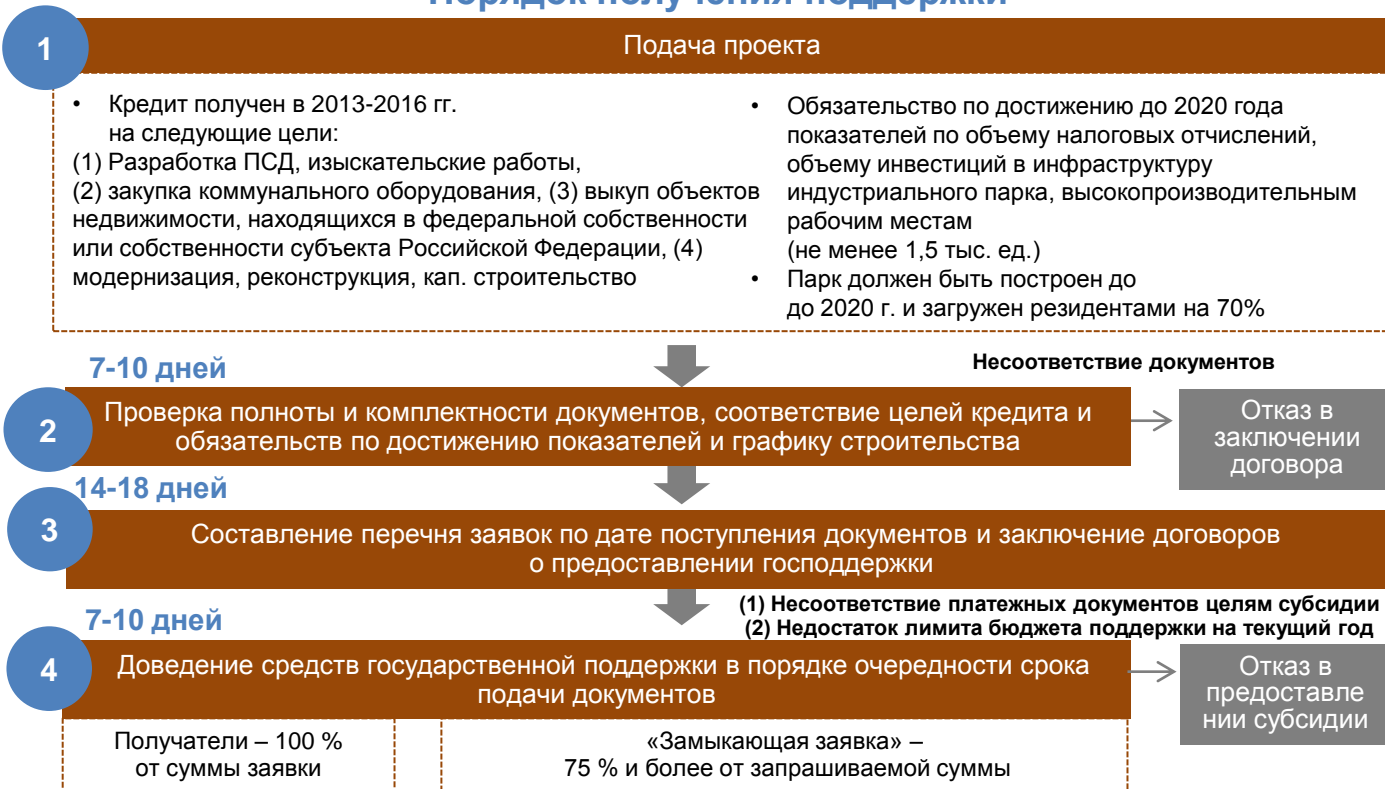 Порядок получения поддержки
1
Подача проекта
• Кредит получен в 2013-2016 гг.
на следующие цели:
(1) Разработка ПСД, изыскательские работы,
(2) закупка коммунального оборудования, (3) выкуп объектов
недвижимости, находящихся в федеральной собственности
или собственности субъекта Российской Федерации, (4)
модернизация, реконструкция, кап. строительство
• Обязательство по достижению до 2020 года
показателей по объему налоговых отчислений,
объему инвестиций в инфраструктуру
индустриального парка, высокопроизводительным
рабочим местам
(не менее 1,5 тыс. ед.)
• Парк должен быть построен до
до 2020 г. и загружен резидентами на 70%
7-10 дней
Несоответствие документов
2
Проверка полноты и комплектности документов, соответствие целей кредита и
обязательств по достижению показателей и графику строительства
Отказ в
заключении
договора
14-18 дней
3
Составление перечня заявок по дате поступления документов и заключение договоров
о предоставлении господдержки
7-10 дней
(1) Несоответствие платежных документов целям субсидии
(2) Недостаток лимита бюджета поддержки на текущий год
4
Доведение средств государственной поддержки в порядке очередности срока
подачи документов
Отказ в
предоставле
нии субсидии
Получатели – 100 %
от суммы заявки
«Замыкающая заявка» –
75 % и более от запрашиваемой суммы